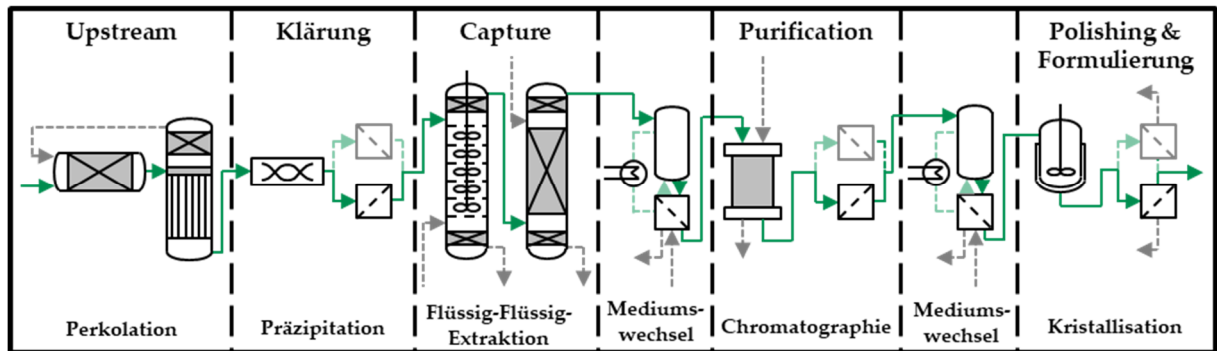 Upstream
Klärung
Capture
Purification
Polishing &
Formulierung
Perkolation
Präzipitation
Flüssig-Flüssig-
Extraktion
Mediums-
wechsel
Chromatographie
Mediums-
wechsel
Kristallisation